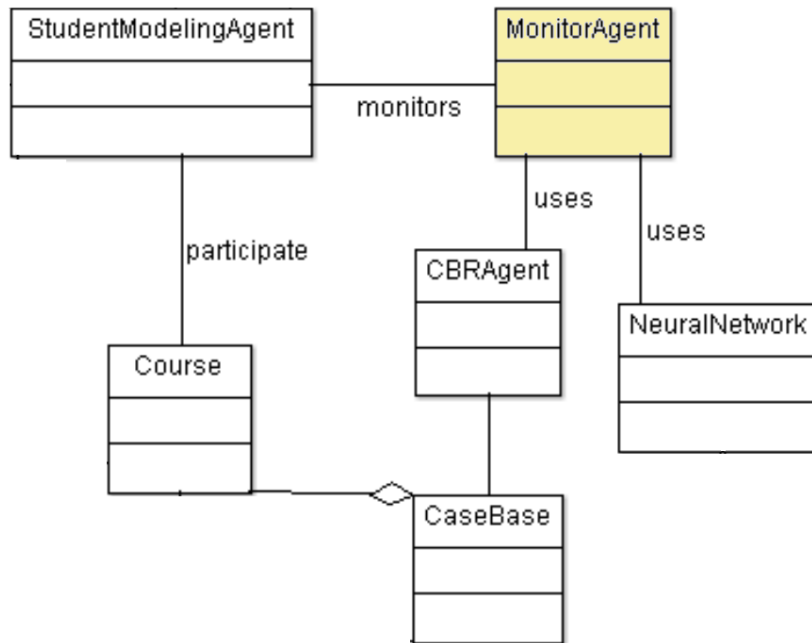 StudentModelingAgent
MonitorAgent
monitors
uses
uses
participate
CBRAgent
NeuralNetwork
Course
CaseBase